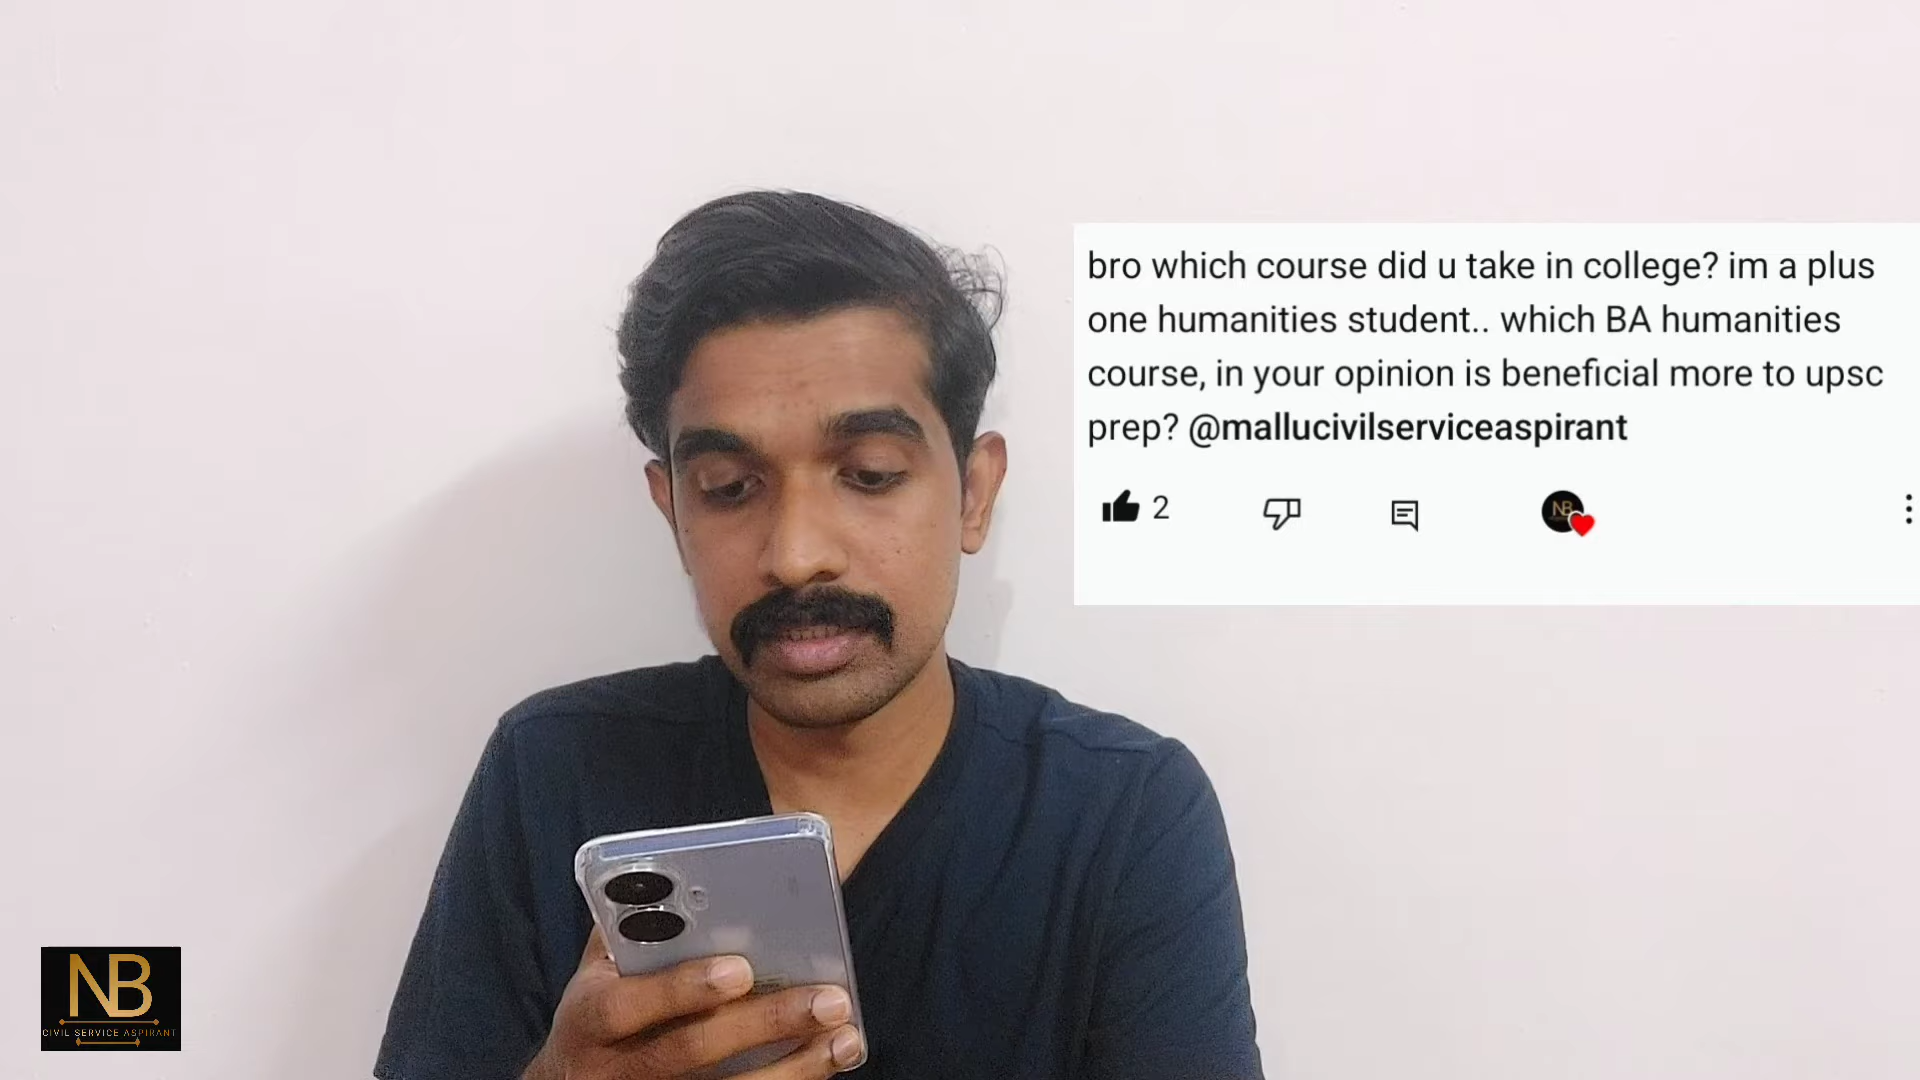 bro which course did u take in college? im a plus
one humanities student.. which BA humanities
course, in your opinion is beneficial more to upsc
prep? @mallucivilserviceaspirant
2
NB
NB
CIVIL SERVICE ASPIRANT